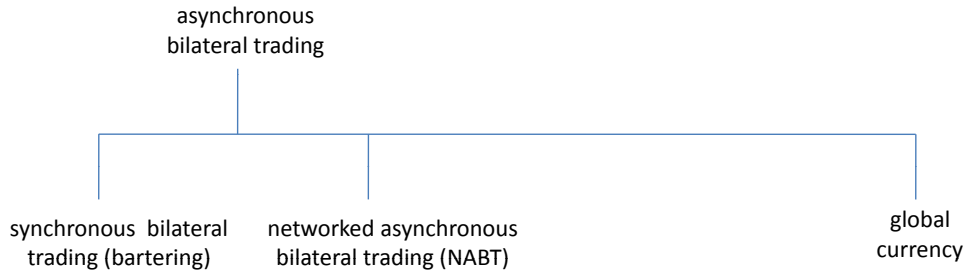 asynchronous
bilateral trading
synchronous bilateral
trading (bartering)
networked asynchronous
bilateral trading (NABT)
global
currency